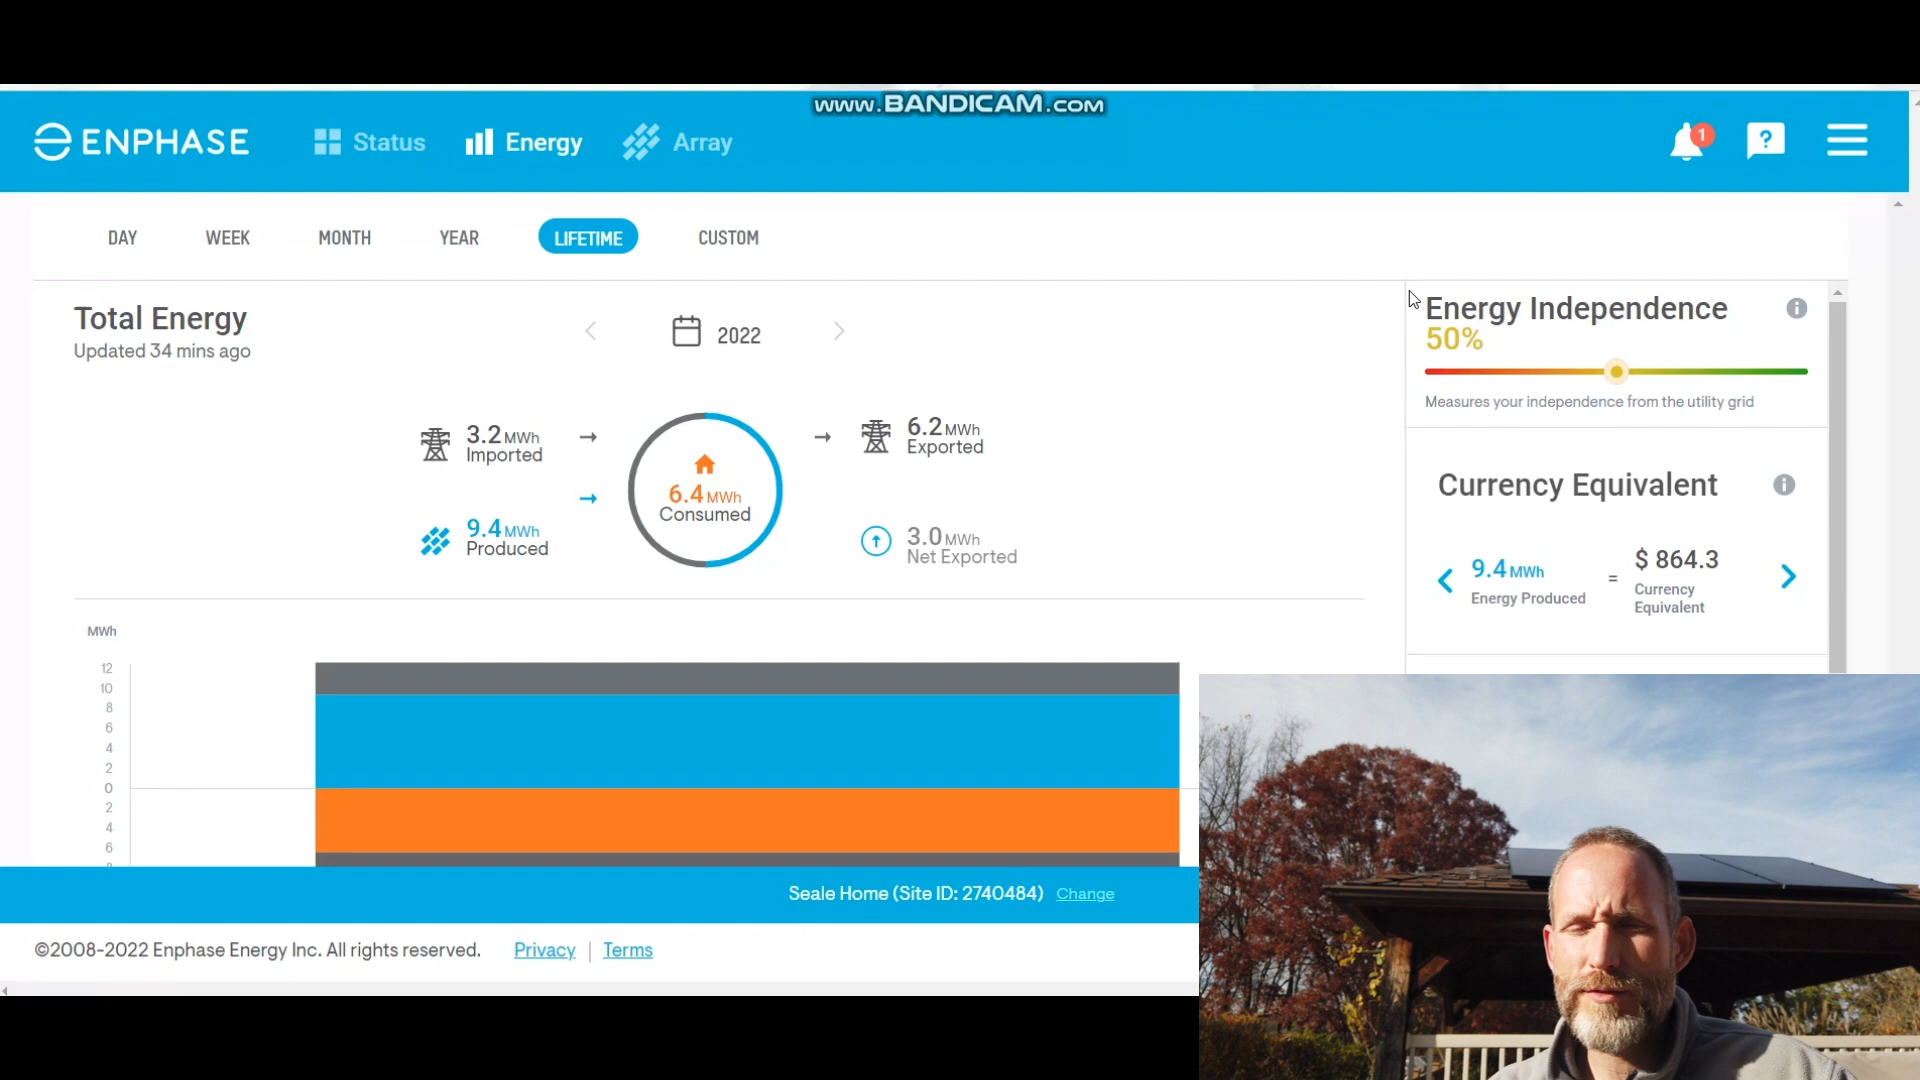 www.BANDICAM.com
ENPHASE
Status
Energy
Array
1
?
DAY
WEEK
MONTH
YEAR
LIFETIME
CUSTOM
Total Energy
Updated 34 mins ago
2022
3.2 MWh
Imported
9.4 MWh
Produced
6.4 MWh
Consumed
6.2 MWh
Exported
3.0 MWh
Net Exported
Energy Independence
50%
Measures your independence from the utility grid
Currency Equivalent
9.4 MWh
Energy Produced
=
$ 864.3
Currency
Equivalent
MWh
12
10
8
6
4
2
0
2
4
6
8
Seale Home (Site ID: 2740484) Change
©2008-2022 Enphase Energy Inc. All rights reserved. Privacy | Terms